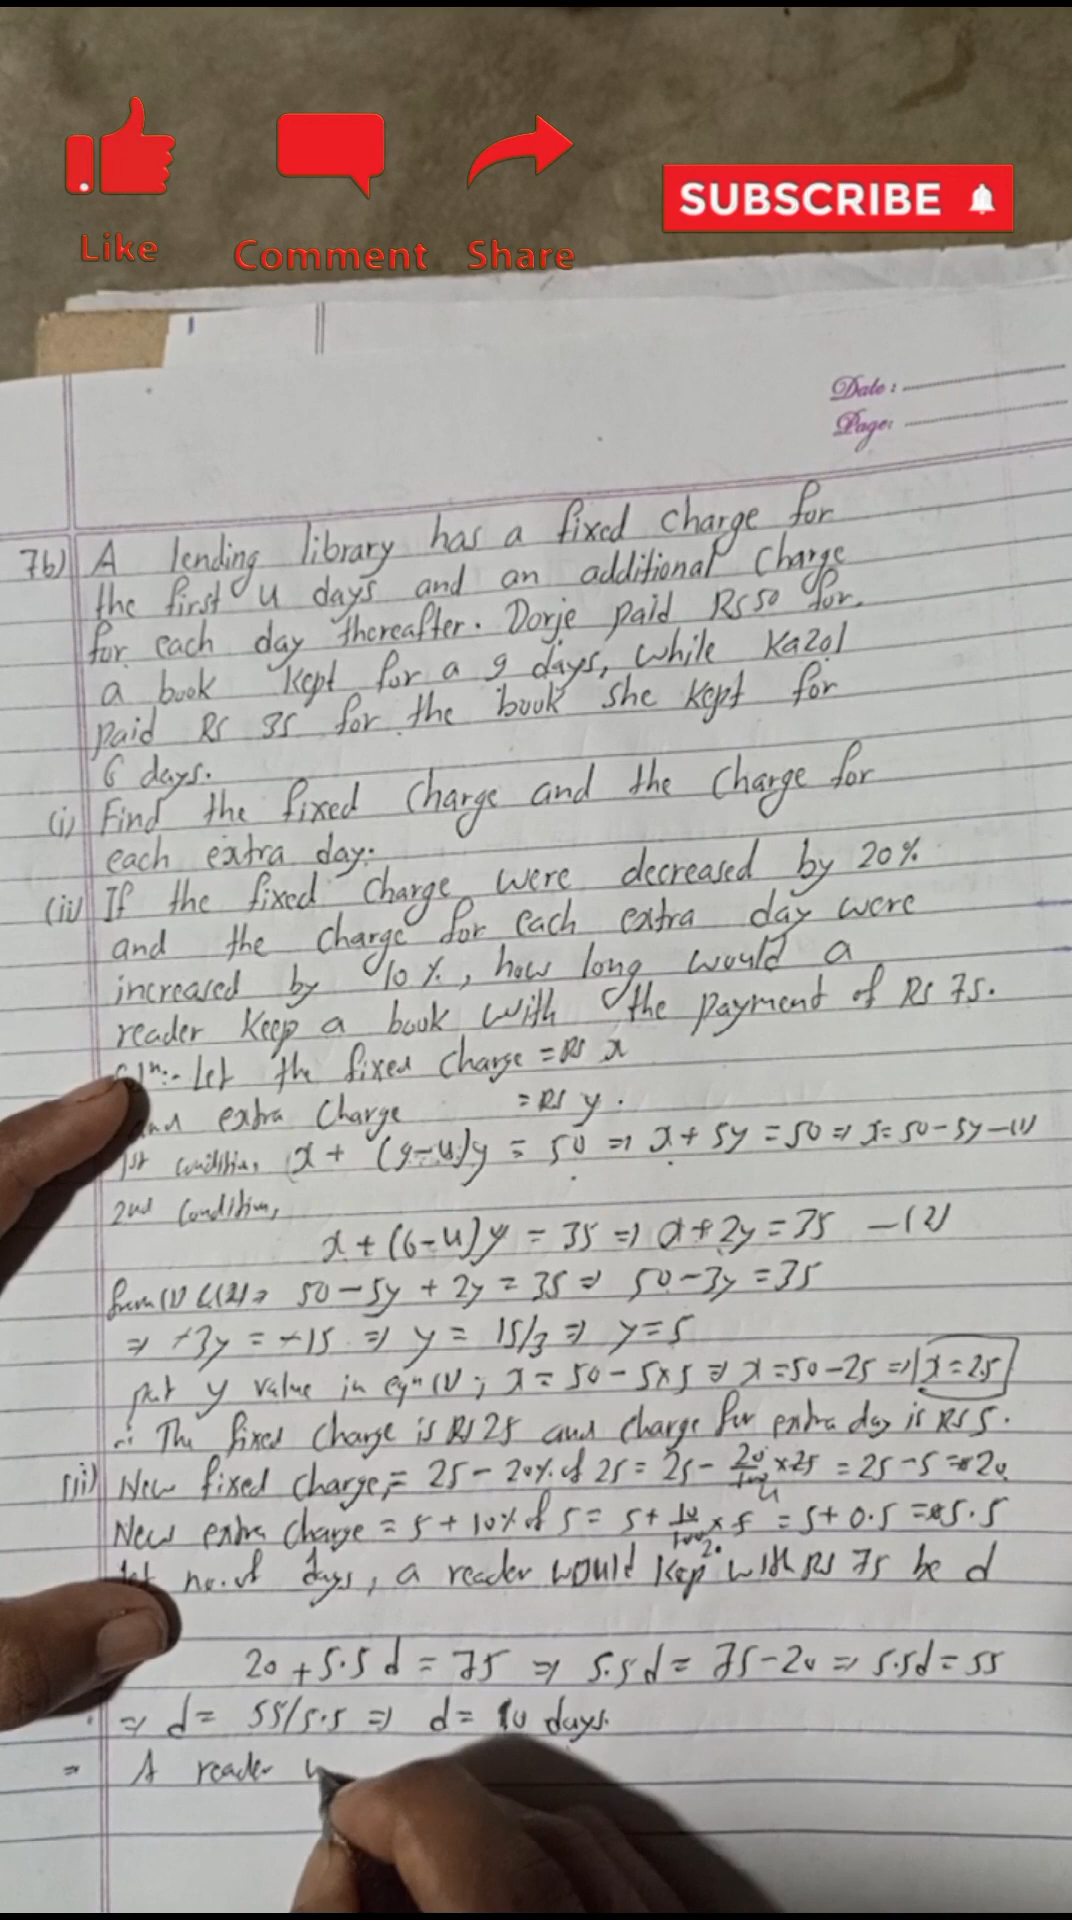 Like
Comment
Share
SUBSCRIBE
Date :
Page:
7b) A lending library has a fixed charge for
the first 4 days and an additional charge
for each day thereafter. Dorje paid Rs 50 for
a book kept for a 9 days, while Kazol
paid Rs 35 for the book she kept for
6 days.
(i) Find the fixed charge and the charge for
each extra day.
(ii) If the fixed charge were decreased by 20%
and the charge for each extra day were
increased by 10%, how long would a
reader keep a book with the payment of Rs 75.
let the fixed charge = Rs x
and extra charge = Rs y.
1st condition, x + (9-4)y = 50 ⇒ x + 5y = 50 ⇒ x = 50 - 5y -(1)
2nd condition,
x + (6-4)y = 35 ⇒ x + 2y = 35 -(2)
from (1) & (2) ⇒ 50 - 5y + 2y = 35 ⇒ 50 - 3y = 35
⇒ +3y = +15 ⇒ y = 15/3 ⇒ y = 5
put y value in eqn (1), x = 50 - 5×5 ⇒ x = 50 - 25 ⇒ x = 25
∴ The fixed charge is Rs 25 and charge for extra day is Rs 5.
(ii) New fixed charge, = 25 - 20% of 25 = 25 - 20/100 × 25 = 25 - 5 = 20
New extra charge = 5 + 10% of 5 = 5 + 10/100 × 5 = 5 + 0.5 = 5.5
let no. of days, a reader would kep with Rs 75 be d
20 + 5.5d = 75 ⇒ 5.5d = 75 - 20 ⇒ 5.5d = 55
⇒ d = 55/5.5 ⇒ d = 10 days.
= A reader